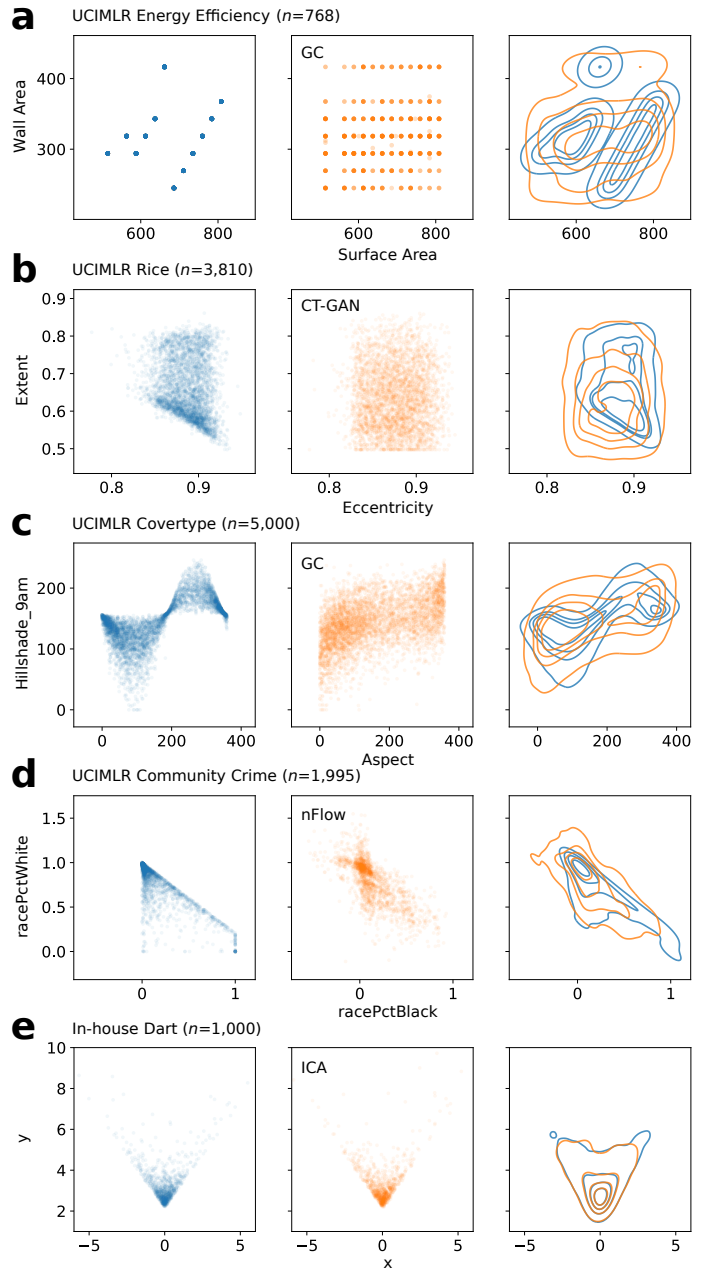 a UCIMLR Energy Efficiency (n=768)
GC
400
300
Wall Area
600 800
600 800
600 800
Surface Area
b UCIMLR Rice (n=3,810)
CT-GAN
0.9
0.8
0.7
0.6
0.5
Extent
0.8 0.9
0.8 0.9
0.8 0.9
Eccentricity
c UCIMLR Covertype (n=5,000)
GC
200
100
0
Hillshade_9am
0 200 400
0 200 400
0 200 400
Aspect
d UCIMLR Community Crime (n=1,995)
nFlow
1.5
1.0
0.5
0.0
racePctWhite
0 1
0 1
0 1
racePctBlack
e In-house Dart (n=1,000)
ICA
10
8
6
4
2
y
−5 0 5
−5 0 5
−5 0 5
x